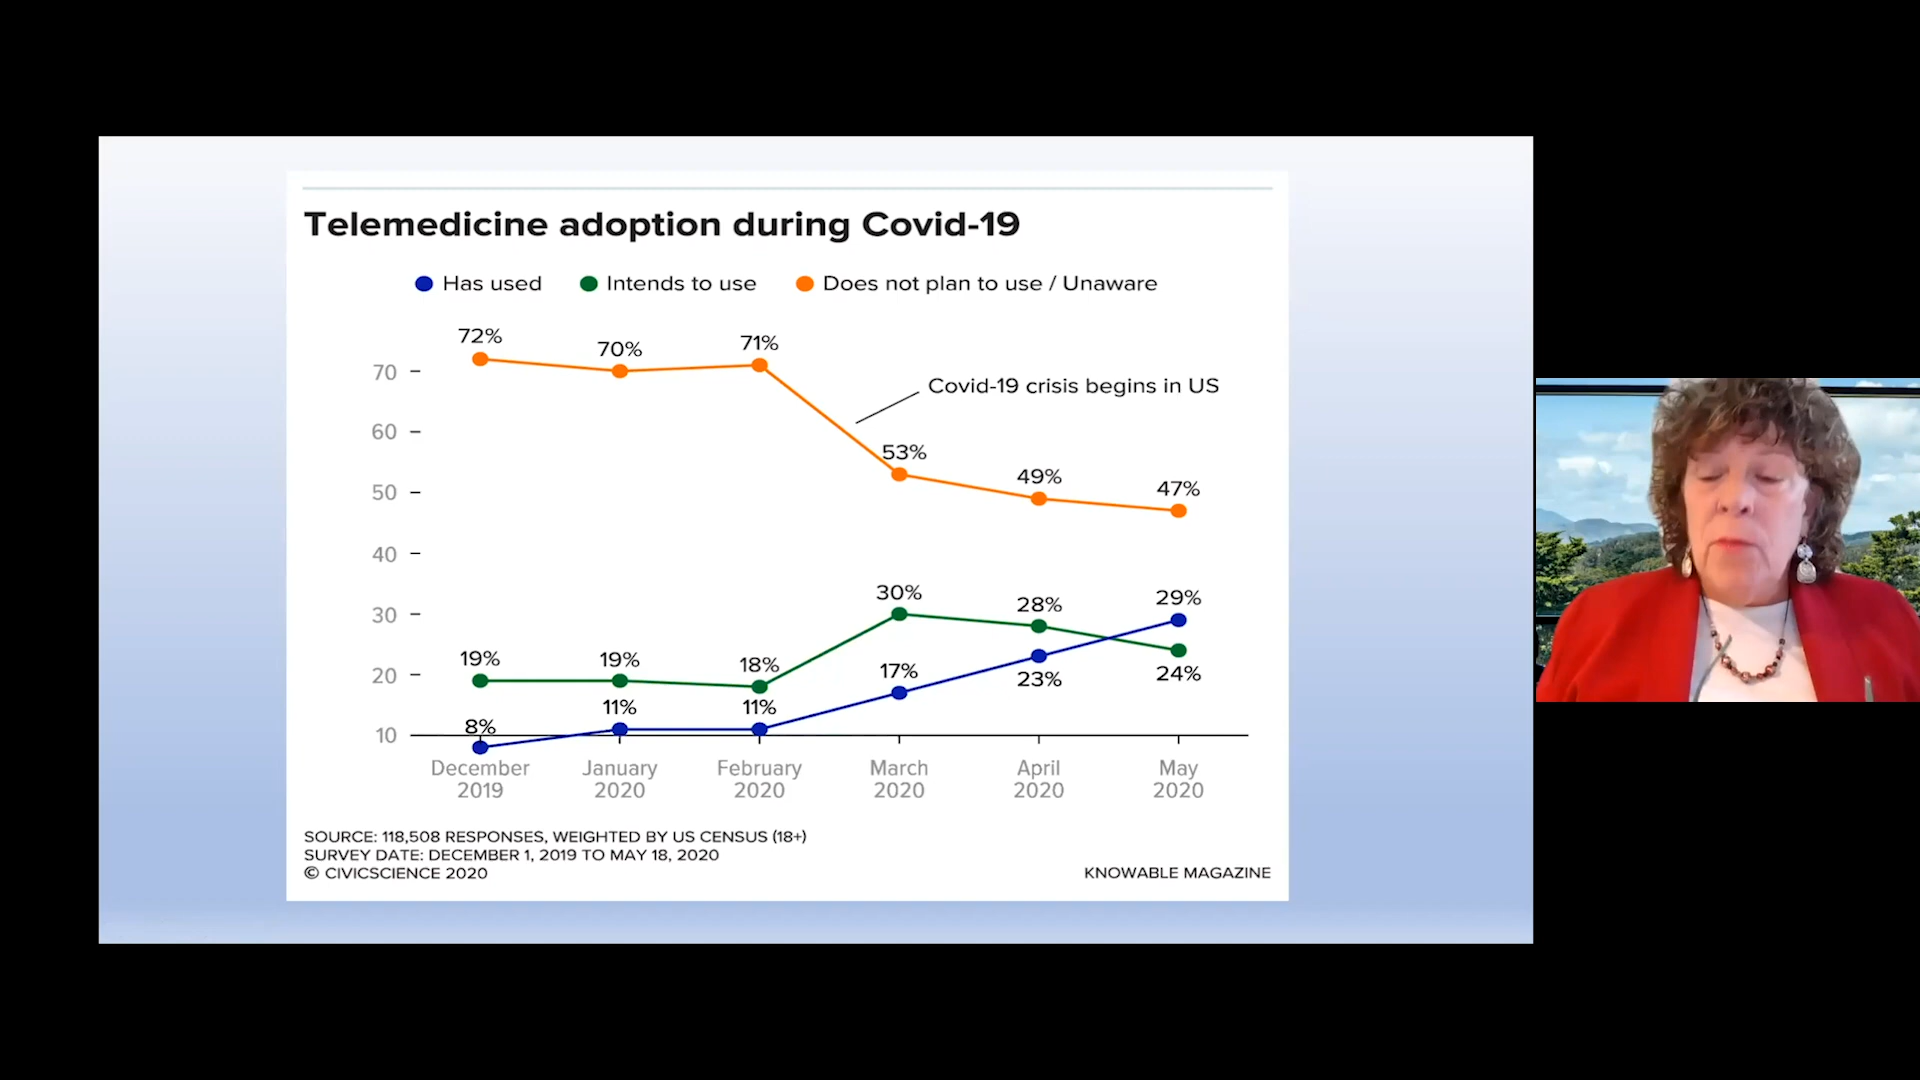 Telemedicine adoption during Covid-19
Has used Intends to use Does not plan to use / Unaware
72% 70% 71%
70
Covid-19 crisis begins in US
60
53% 49% 47%
50
40
30% 28% 29%
30
19% 19% 18% 17% 23% 24%
20
8% 11% 11%
10
December January February March April May
2019 2020 2020 2020 2020 2020
SOURCE: 118,508 RESPONSES, WEIGHTED BY US CENSUS (18+)
SURVEY DATE: DECEMBER 1, 2019 TO MAY 18, 2020
© CIVICSCIENCE 2020 KNOWABLE MAGAZINE